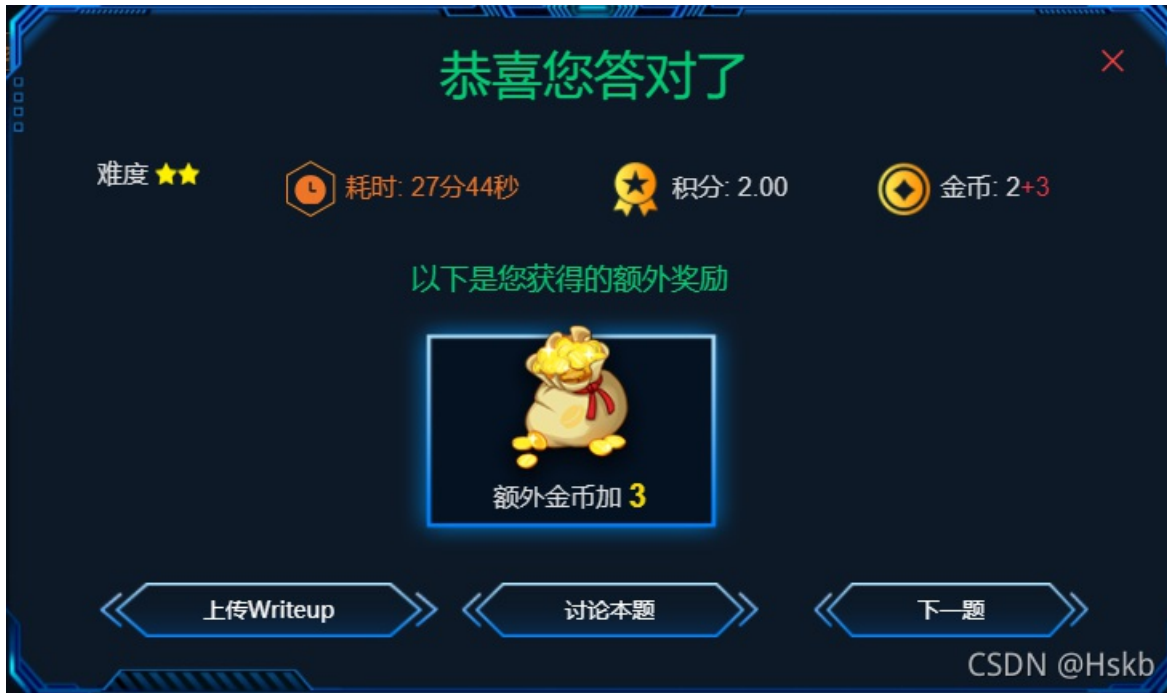 恭喜您答对了
难度
耗时: 27分44秒
积分: 2.00
金币: 2+3
以下是您获得的额外奖励
额外金币加 3
上传Writeup
讨论本题
下一题
CSDN @Hskb